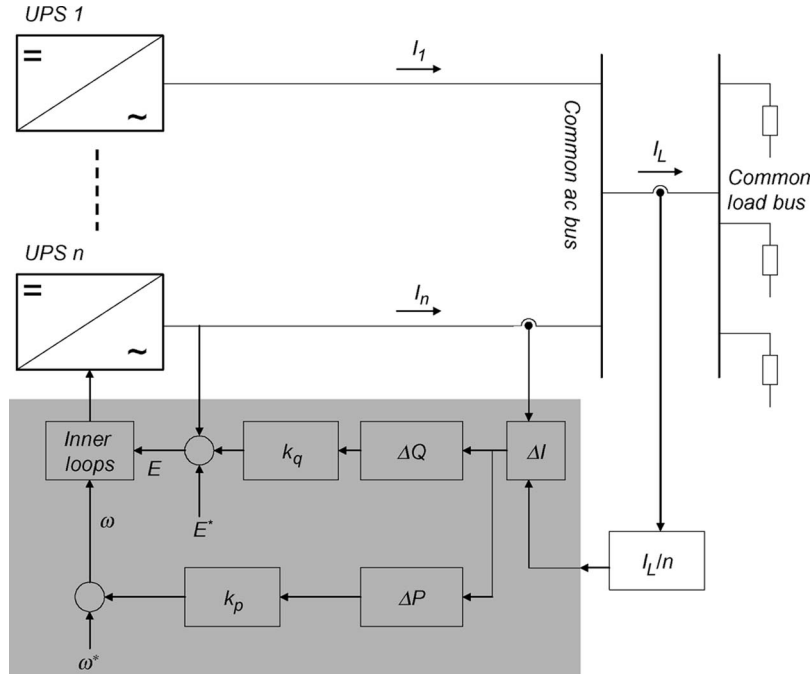 UPS 1
=
~
I1
Common ac bus
IL
Common
load bus
UPS n
=
~
In
Inner
loops
E
kq
ΔQ
ΔI
E*
ω
IL/n
kp
ΔP
ω*